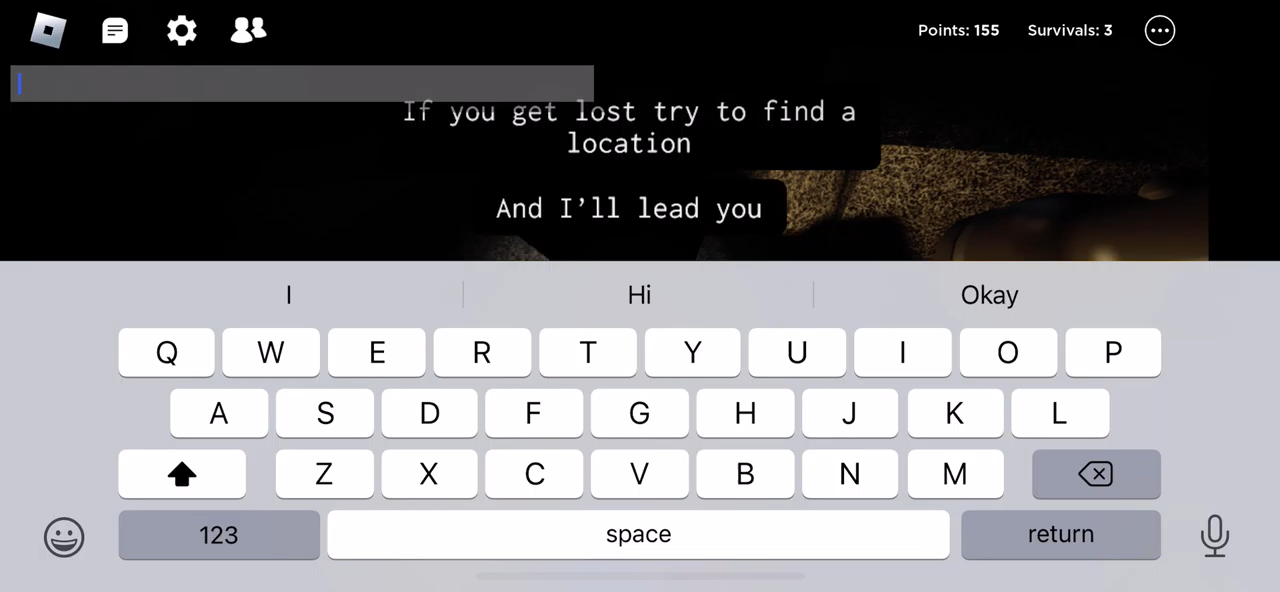 Points: 155 Survivals: 3
If you get lost try to find a
location
And I’ll lead you
I Hi Okay
Q W E R T Y U I O P
A S D F G H J K L
Z X C V B N M
123 space return